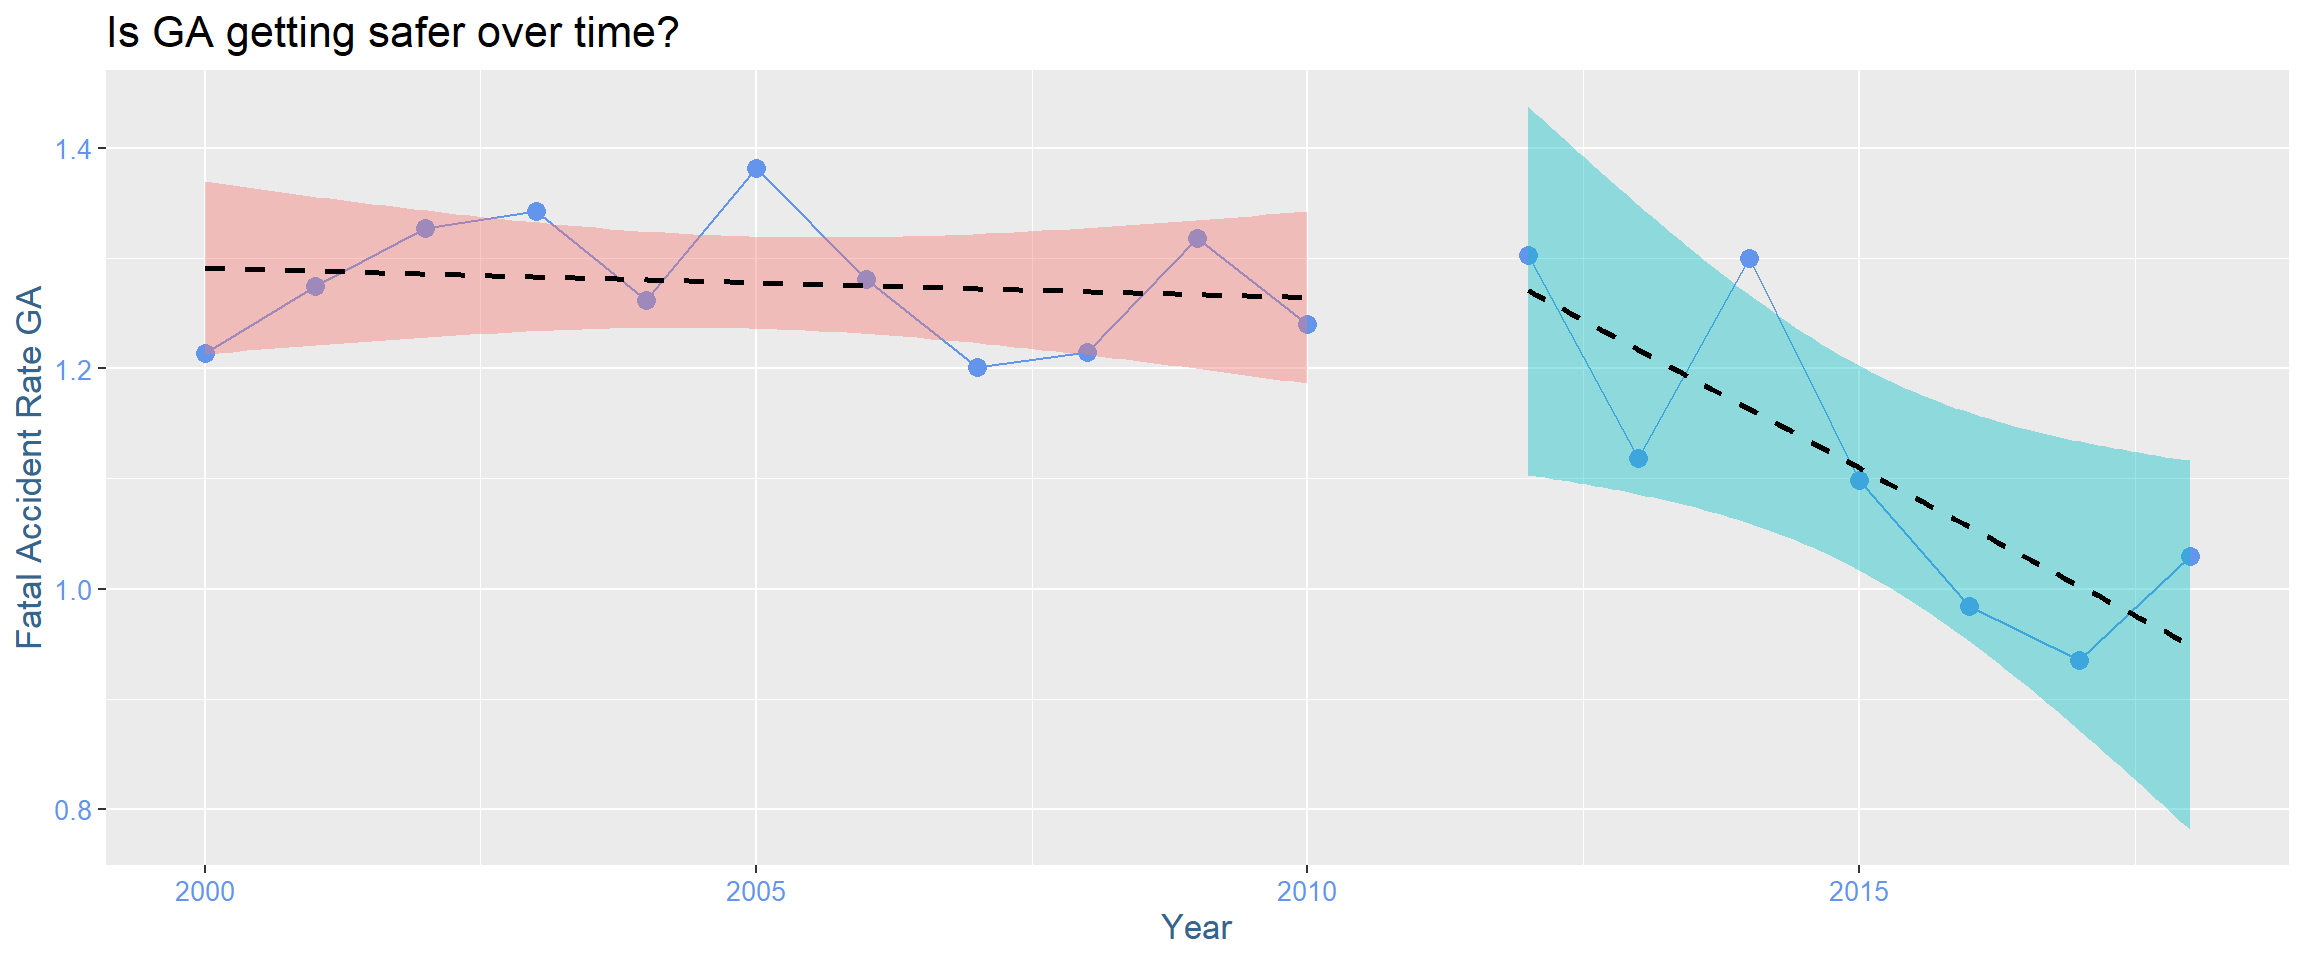 Is GA getting safer over time?
Fatal Accident Rate GA
1.4
1.2
1.0
0.8
2000 2005 2010 2015
Year